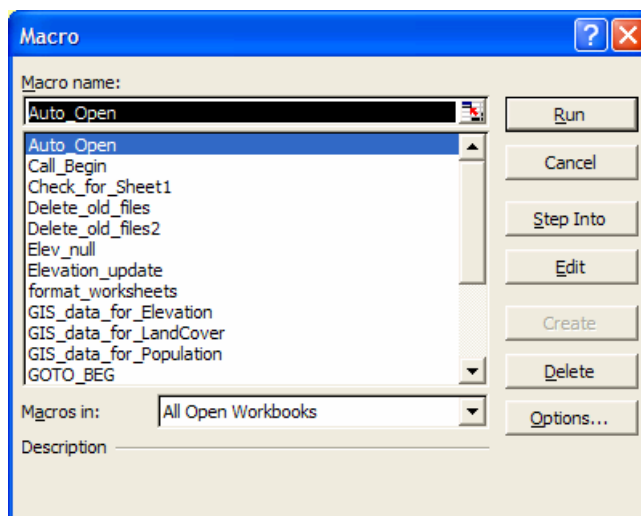 Macro
Macro name:
Auto_Open
Auto_Open
Call_Begin
Check_for_Sheet1
Delete_old_files
Delete_old_files2
Elev_null
Elevation_update
format_worksheets
GIS_data_for_Elevation
GIS_data_for_LandCover
GIS_data_for_Population
GOTO_BEG
Macros in:
All Open Workbooks
Description
Run
Cancel
Step Into
Edit
Create
Delete
Options...